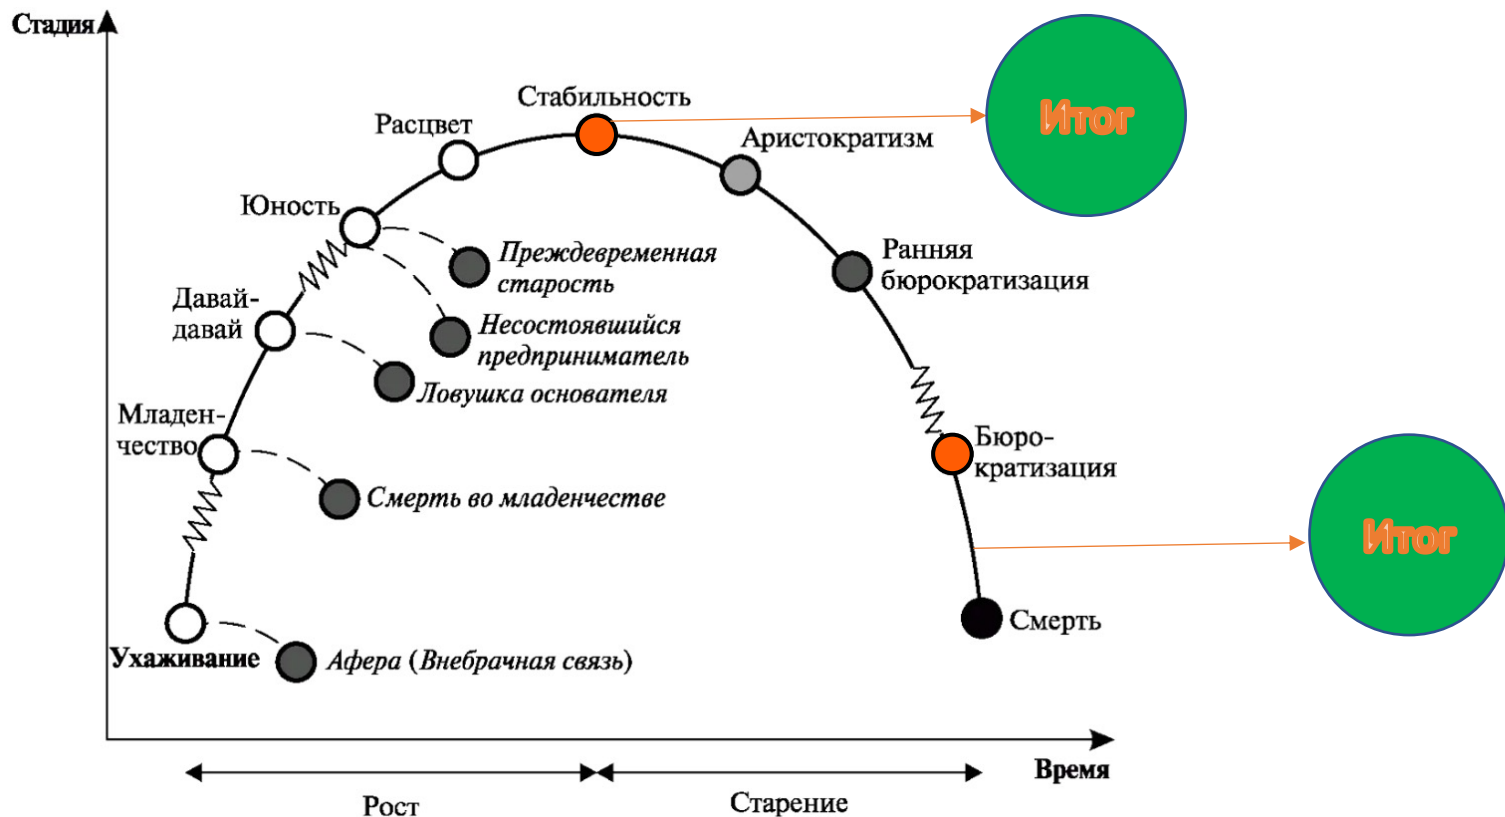 Стадия
Стабильность
Итог
Расцвет
Аристократизм
Юность
Преждевременная
старость
Ранняя
бюрократизация
Давай-
давай
Несостоявшийся
предприниматель
Ловушка основателя
Младен-
чество
Бюро-
кратизация
Смерть во младенчестве
Итог
Смерть
Ухаживание
Афера (Внебрачная связь)
Время
Рост
Старение